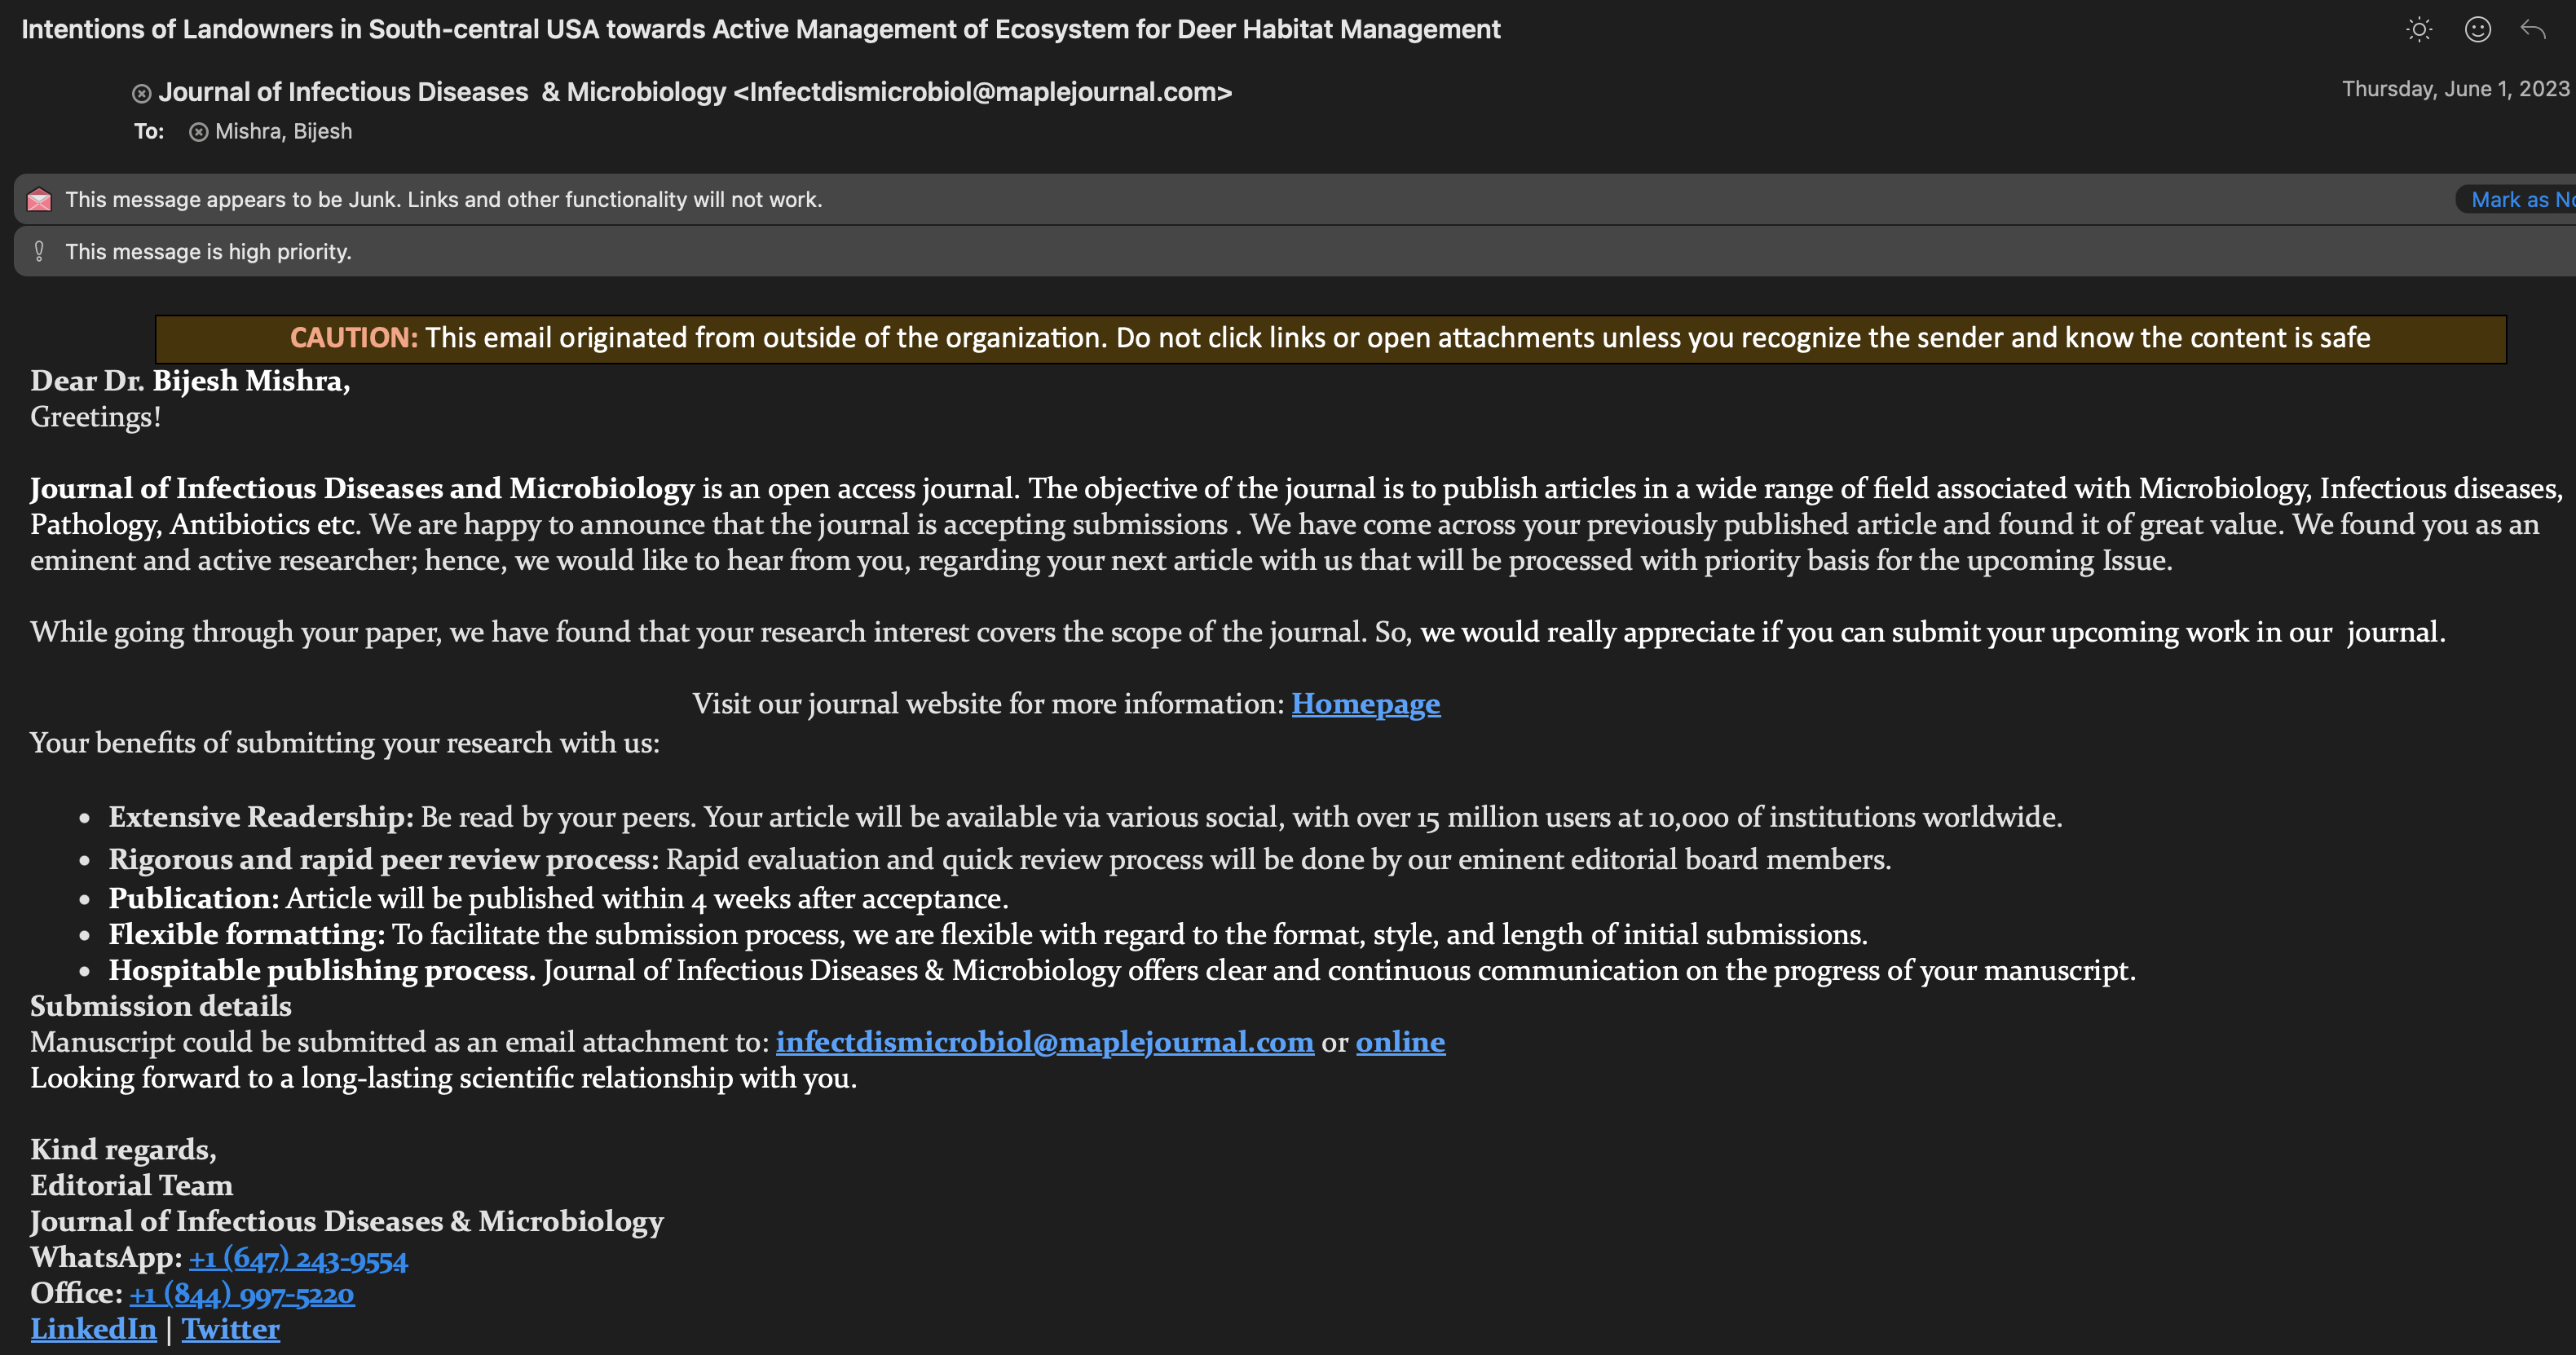 Intentions of Landowners in South-central USA towards Active Management of Ecosystem for Deer Habitat Management
Journal of Infectious Diseases & Microbiology <Infectdismicrobiol@maplejournal.com>
Thursday, June 1, 2023
To: Mishra, Bijesh
This message appears to be Junk. Links and other functionality will not work.
Mark as No
This message is high priority.
CAUTION: This email originated from outside of the organization. Do not click links or open attachments unless you recognize the sender and know the content is safe
Dear Dr. Bijesh Mishra,
Greetings!
Journal of Infectious Diseases and Microbiology is an open access journal. The objective of the journal is to publish articles in a wide range of field associated with Microbiology, Infectious diseases,
Pathology, Antibiotics etc. We are happy to announce that the journal is accepting submissions . We have come across your previously published article and found it of great value. We found you as an
eminent and active researcher; hence, we would like to hear from you, regarding your next article with us that will be processed with priority basis for the upcoming Issue.
While going through your paper, we have found that your research interest covers the scope of the journal. So, we would really appreciate if you can submit your upcoming work in our journal.
Visit our journal website for more information: Homepage
Your benefits of submitting your research with us:
• Extensive Readership: Be read by your peers. Your article will be available via various social, with over 15 million users at 10,000 of institutions worldwide.
• Rigorous and rapid peer review process: Rapid evaluation and quick review process will be done by our eminent editorial board members.
• Publication: Article will be published within 4 weeks after acceptance.
• Flexible formatting: To facilitate the submission process, we are flexible with regard to the format, style, and length of initial submissions.
• Hospitable publishing process. Journal of Infectious Diseases & Microbiology offers clear and continuous communication on the progress of your manuscript.
Submission details
Manuscript could be submitted as an email attachment to: infectdismicrobiol@maplejournal.com or online
Looking forward to a long-lasting scientific relationship with you.
Kind regards,
Editorial Team
Journal of Infectious Diseases & Microbiology
WhatsApp: +1 (647) 243-9554
Office: +1 (844) 997-5220
LinkedIn | Twitter